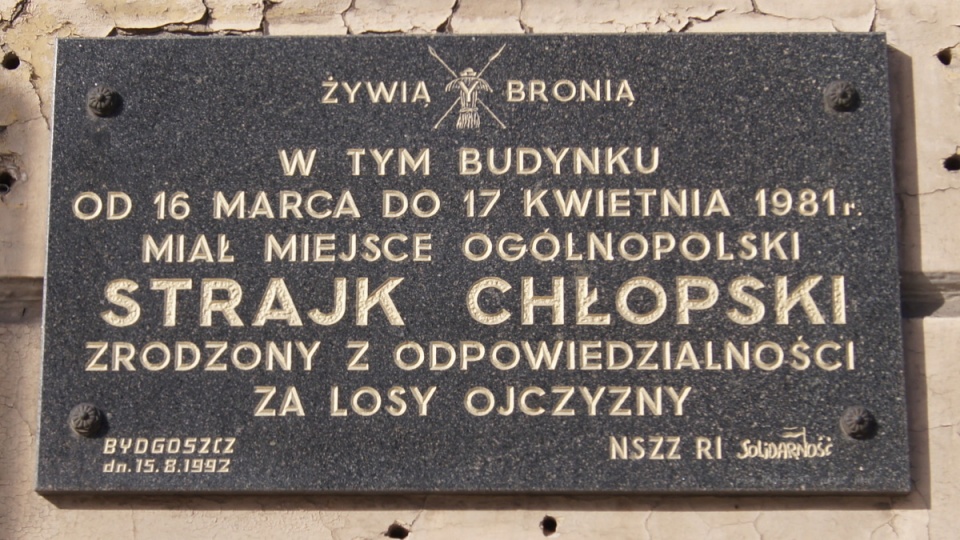 ŻYWIĄ BRONIĄ
W TYM BUDYNKU
OD 16 MARCA DO 17 KWIETNIA 1981 r.
MIAŁ MIEJSCE OGÓLNOPOLSKI
STRAJK CHŁOPSKI
ZRODZONY Z ODPOWIEDZIALNOŚCI
ZA LOSY OJCZYZNY
BYDGOSZCZ NSZZ RI SOLIDARNOŚĆ
dn. 15.8.1992